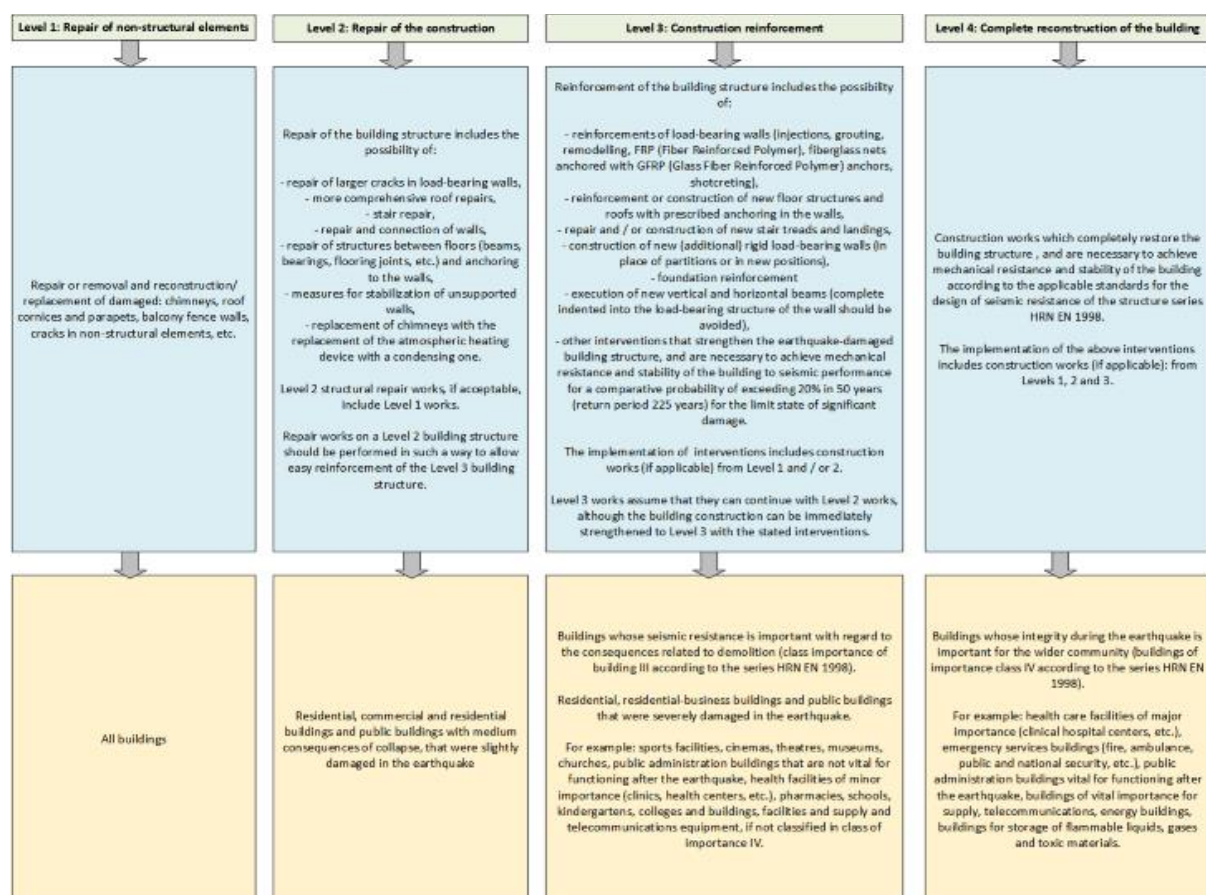 Level 1: Repair of non-structural elements
Repair or removal and reconstruction/
replacement of damaged: chimneys, roof
cornices and parapets, balcony fence walls,
cracks in non-structural elements, etc.
All buildings
Level 2: Repair of the construction
Repair of the building structure includes the
possibility of:
- repair of larger cracks in load-bearing walls,
- more comprehensive roof repairs,
- stair repair,
- repair and connection of walls,
- repair of structures between floors (beams,
bearings, flooring joints, etc.) and anchoring
to the walls,
- measures for stabilization of unsupported
walls,
- replacement of chimneys with the
replacement of the atmospheric heating
device with a condensing one.
Level 2 structural repair works, if acceptable,
include Level 1 works.
Repair works on a Level 2 building structure
should be performed in such a way to allow
easy reinforcement of the Level 3 building
structure.
Residential, commercial and residential
buildings and public buildings with medium
consequences of collapse, that were slightly
damaged in the earthquake
Level 3: Construction reinforcement
Reinforcement of the building structure includes the possibility
of:
- reinforcements of load-bearing walls (injections, grouting,
remodelling, FRP (Fiber Reinforced Polymer), fiberglass nets
anchored with GFRP (Glass Fiber Reinforced Polymer) anchors,
shotcreting),
- reinforcement or construction of new floor structures and
roofs with prescribed anchoring in the walls,
- repair and / or construction of new stair treads and landings,
- construction of new (additional) rigid load-bearing walls (in
place of partitions or in new positions),
- foundation reinforcement
- execution of new vertical and horizontal beams (complete
indented into the load-bearing structure of the wall should be
avoided),
- other interventions that strengthen the earthquake-damaged
building structure, and are necessary to achieve mechanical
resistance and stability of the building to seismic performance
for a comparative probability of exceeding 20% in 50 years
(return period 225 years) for the limit state of significant
damage.
The implementation of interventions includes construction
works (if applicable) from Level 1 and / or 2.
Level 3 works assume that they can continue with Level 2 works,
although the building construction can be immediately
strengthened to Level 3 with the stated interventions.
Buildings whose seismic resistance is important with regard to
the consequences related to demolition (class importance of
building III according to the series HRN EN 1998).
Residential, residential-business buildings and public buildings
that were severely damaged in the earthquake.
For example: sports facilities, cinemas, theatres, museums,
churches, public administration buildings that are not vital for
functioning after the earthquake, health facilities of minor
importance (clinics, health centers, etc.), pharmacies, schools,
kindergartens, colleges and buildings, facilities and supply and
telecommunications equipment, if not classified in class of
importance IV.
Level 4: Complete reconstruction of the building
Construction works which completely restore the
building structure , and are necessary to achieve
mechanical resistance and stability of the building
according to the applicable standards for the
design of seismic resistance of the structure series
HRN EN 1998.
The implementation of the above interventions
includes construction works (if applicable): from
Levels 1, 2 and 3.
Buildings whose integrity during the earthquake is
important for the wider community (buildings of
importance class IV according to the series HRN EN
1998).
For example: health care facilities of major
importance (clinical hospital centers, etc.),
emergency services buildings (fire, ambulance,
public and national security, etc.), public
administration buildings vital for functioning after
the earthquake, buildings of vital importance for
supply, telecommunications, energy buildings,
buildings for storage of flammable liquids, gases
and toxic materials.